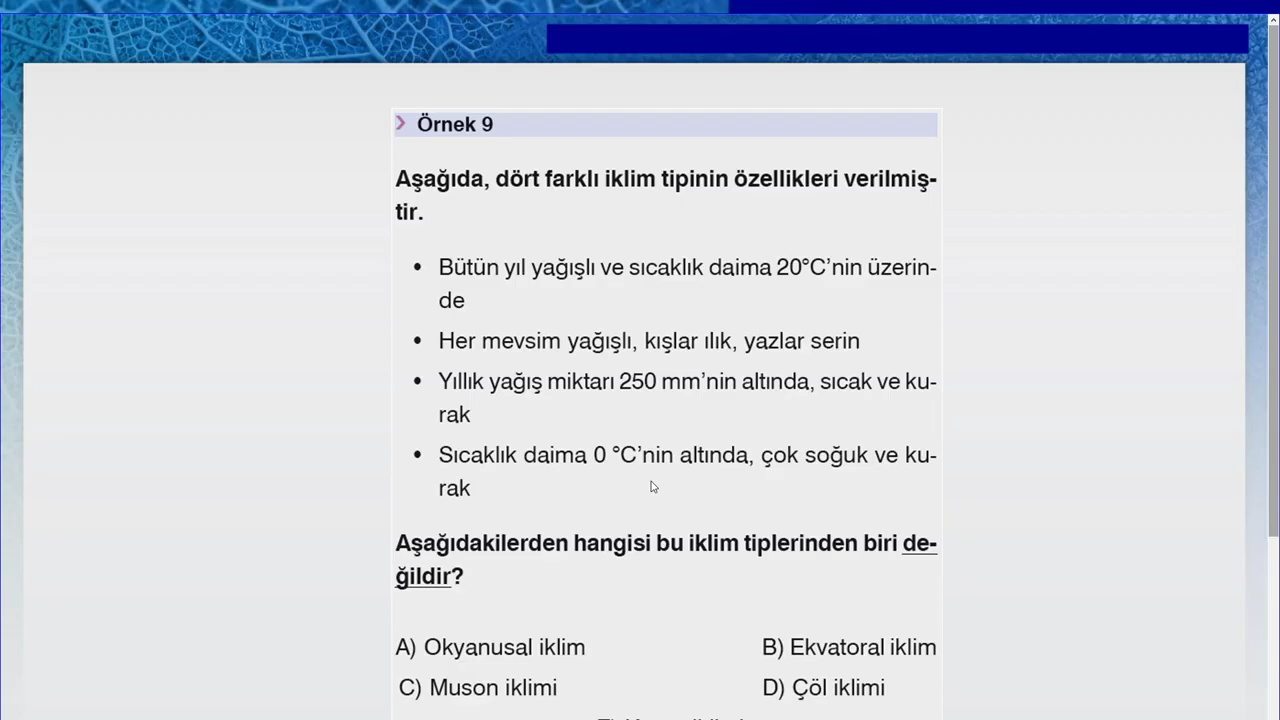 Örnek 9
Aşağıda, dört farklı iklim tipinin özellikleri verilmiş-
tir.
• Bütün yıl yağışlı ve sıcaklık daima 20°C'nin üzerin-
de
• Her mevsim yağışlı, kışlar ılık, yazlar serin
• Yıllık yağış miktarı 250 mm'nin altında, sıcak ve ku-
rak
• Sıcaklık daima 0 °C'nin altında, çok soğuk ve ku-
rak
Aşağıdakilerden hangisi bu iklim tiplerinden biri de-
ğildir?
A) Okyanusal iklim B) Ekvatoral iklim
C) Muson iklimi D) Çöl iklimi